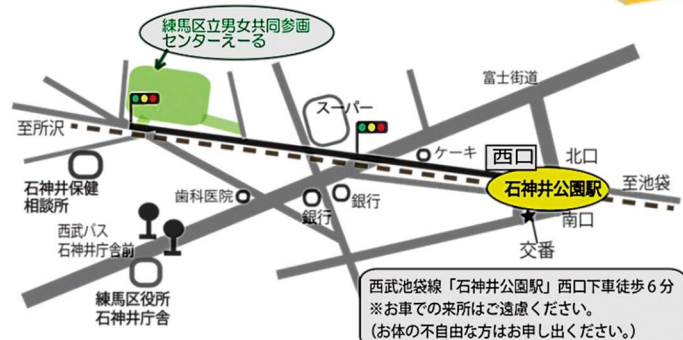 練馬区立男女共同参画
センターえーる
富士街道
スーパー
至所沢
ケーキ
西口
北口
石神井公園駅
至池袋
石神井保健
相談所
歯科医院
銀行
銀行
南口
西武バス
石神井庁舎前
交番
練馬区役所
石神井庁舎
西武池袋線「石神井公園駅」西口下車徒歩６分
※お車での来所はご遠慮ください。
(お体の不自由な方はお申し出ください。)